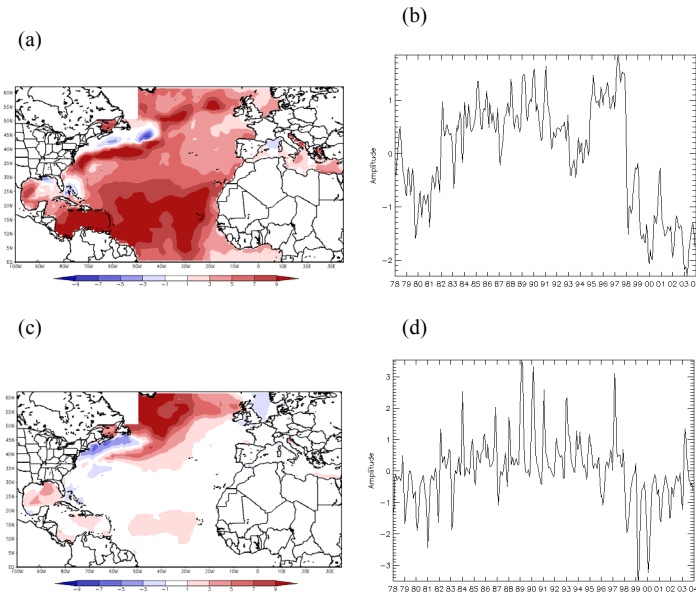 (a)
(b)
60N
55N
50N
45N
40N
35N
30N
25N
20N
15N
10N
5N
EQ
100W 90W 80W 70W 60W 50W 40W 30W 20W 10W 0 10E 20E 30E
-9 -7 -5 -3 -1 1 3 5 7 9
Amplitude
1
0
-1
-2
78 79 80 81 82 83 84 85 86 87 88 89 90 91 92 93 94 95 96 97 98 99 00 01 02 03 0
(c)
(d)
60N
55N
50N
45N
40N
35N
30N
25N
20N
15N
10N
5N
EQ
100W 90W 80W 70W 60W 50W 40W 30W 20W 10W 0 10E 20E 30E
-9 -7 -5 -3 -1 1 3 5 7 9
Amplitude
3
2
1
0
-1
-2
-3
78 79 80 81 82 83 84 85 86 87 88 89 90 91 92 93 94 95 96 97 98 99 00 01 02 03 04